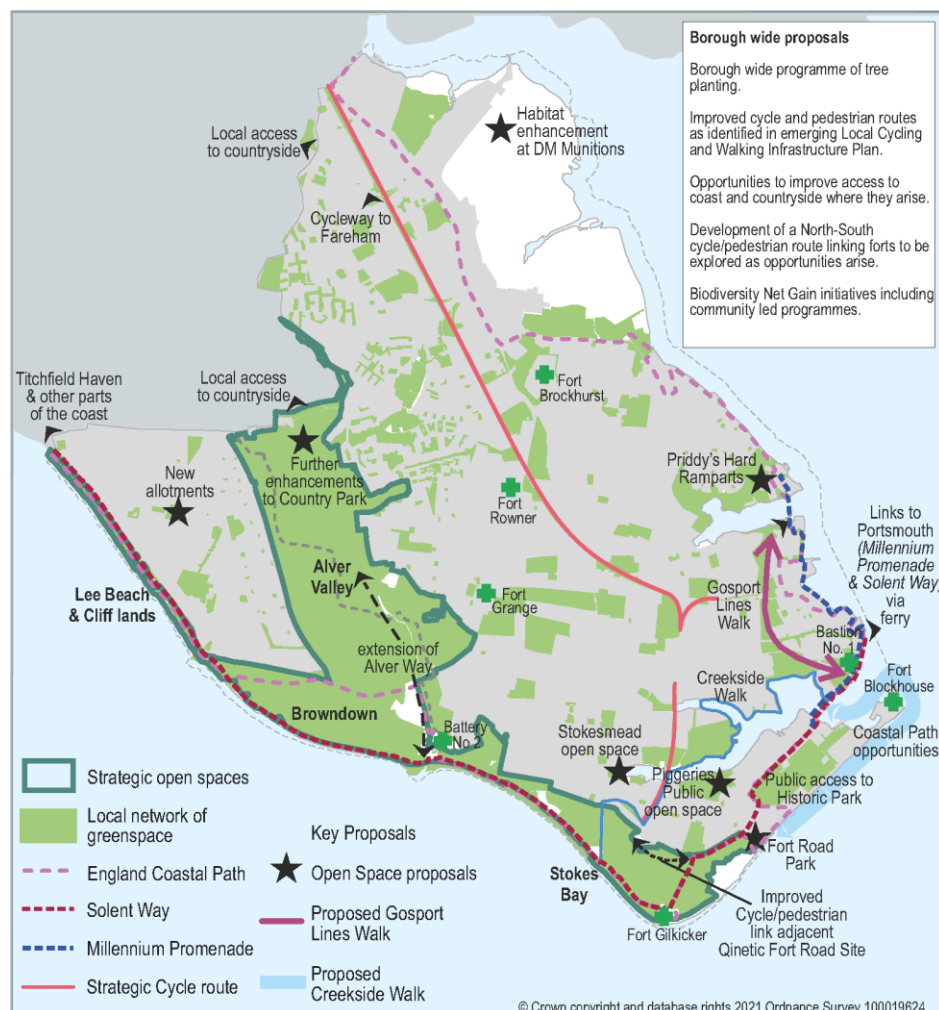 Borough wide proposals
Borough wide programme of tree
planting.
Improved cycle and pedestrian routes
as identified in emerging Local Cycling
and Walking Infrastructure Plan.
Opportunities to improve access to
coast and countryside where they arise.
Development of a North-South
cycle/pedestrian route linking forts to be
explored as opportunities arise.
Biodiversity Net Gain initiatives including
community led programmes.
Habitat
enhancement
at DM Munitions
Local access
to countryside
Cycleway to
Fareham
Titchfield Haven
& other parts
of the coast
Local access
to countryside
Fort
Brockhurst
New
allotments
Further
enhancements
to Country Park
Fort
Rowner
Priddy's Hard
Ramparts
Links to
Portsmouth
(Millennium
Promenade
& Solent Way)
via
ferry
Lee Beach
& Cliff lands
Alver
Valley
Fort
Grange
Gosport
Lines
Walk
extension of
Alver Way
Bastion
No. 1
Browndown
Creekside
Walk
Fort
Blockhouse
Battery
No 2
Stokesmead
open space
Coastal Path
opportunities
Piggeries
Public
open space
Public access to
Historic Park
Stokes
Bay
Fort Road
Park
Fort Gilkicker
Improved
Cycle/pedestrian
link adjacent
Qinetic Fort Road Site
Strategic open spaces
Local network of
greenspace
England Coastal Path
Solent Way
Millennium Promenade
Strategic Cycle route
Key Proposals
Open Space proposals
Proposed Gosport
Lines Walk
Proposed
Creekside Walk
© Crown copyright and database rights 2021 Ordnance Survey 100019624